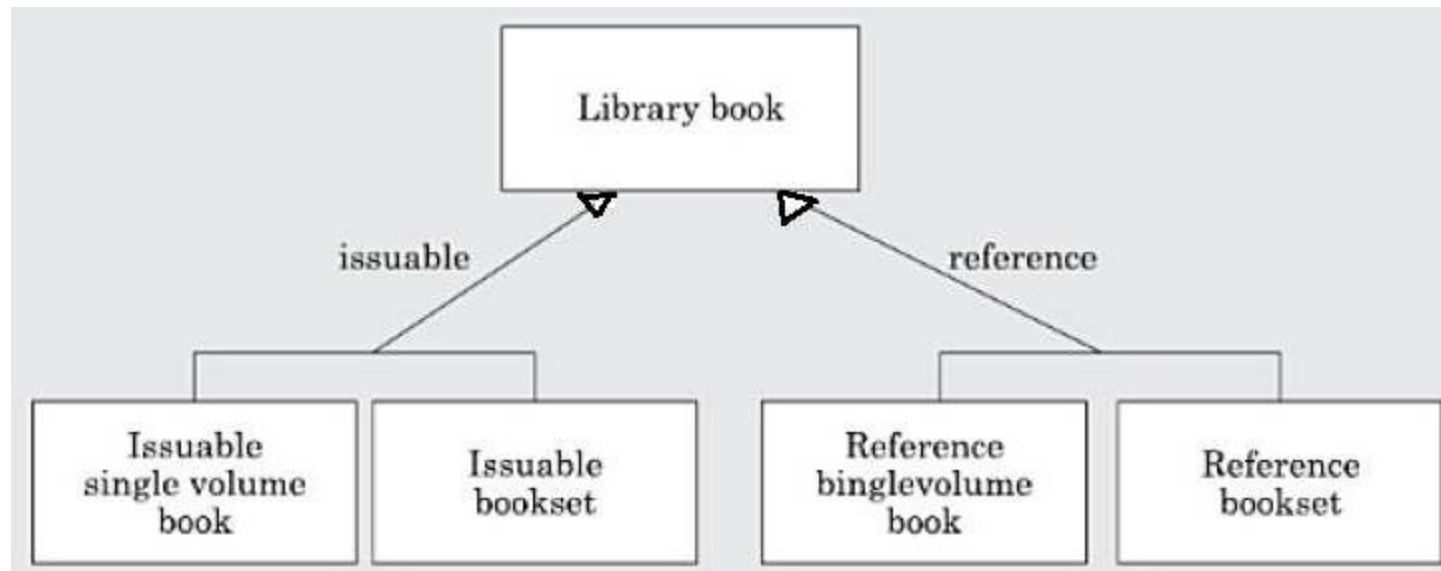 Library book
issuable
reference
Issuable
single volume
book
Issuable
bookset
Reference
binglevolume
book
Reference
bookset